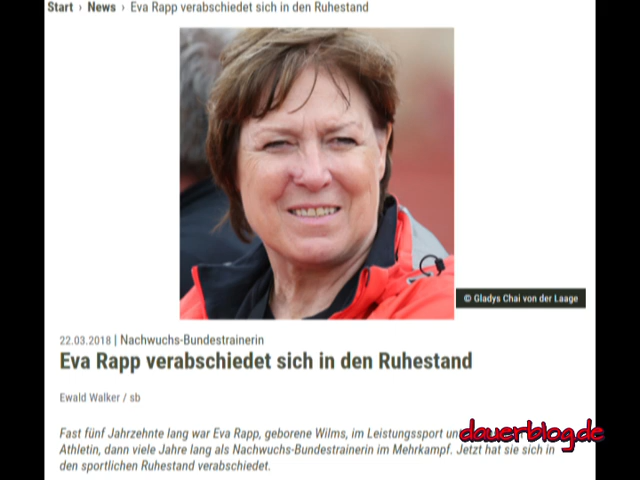 Start › News › Eva Rapp verabschiedet sich in den Ruhestand
© Gladys Chai von der Laage
22.03.2018 | Nachwuchs-Bundestrainerin
Eva Rapp verabschiedet sich in den Ruhestand
Ewald Walker / sb
Fast fünf Jahrzehnte lang war Eva Rapp, geborene Wilms, im Leistungssport
dauerblog.de
Athletin, dann viele Jahre lang als Nachwuchs-Bundestrainerin im Mehrkampf. Jetzt hat sie sich in
den sportlichen Ruhestand verabschiedet.